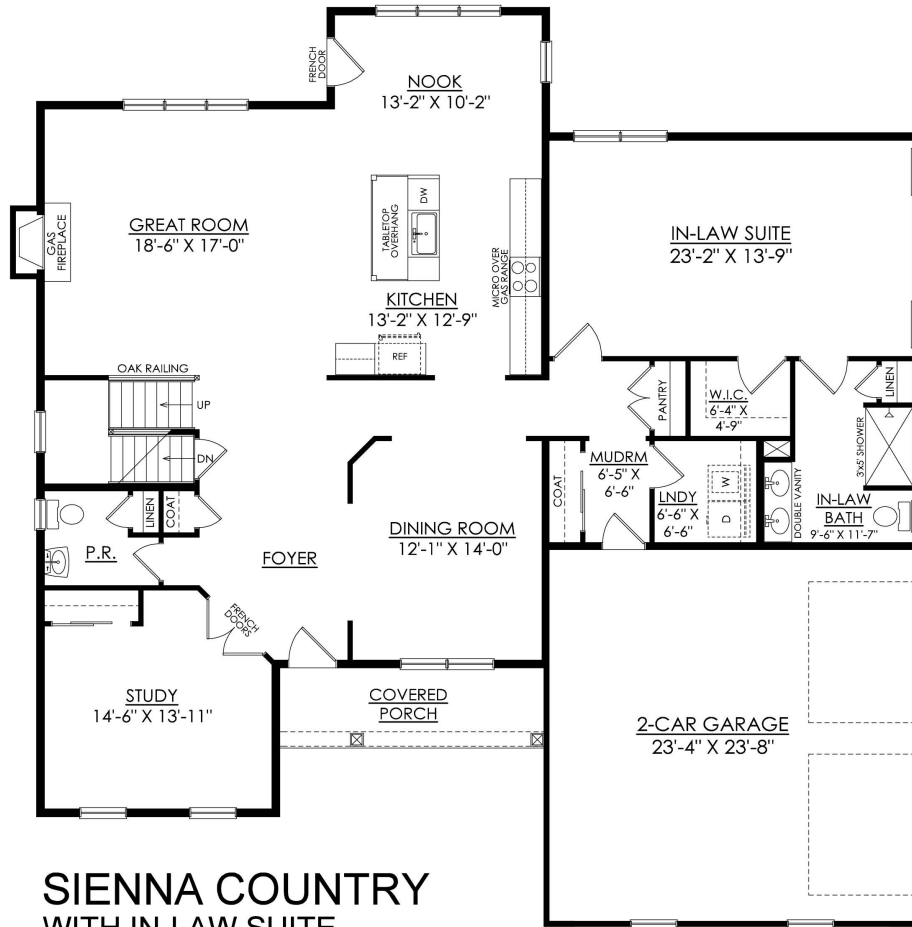 FRENCH
DOOR
NOOK
13'-2" X 10'-2"
GREAT ROOM
18'-6" X 17'-0"
GAS
FIREPLACE
TABLETOP
OVERHANG
DW
MICRO OVER
GAS RANGE
KITCHEN
13'-2" X 12'-9"
REF
IN-LAW SUITE
23'-2" X 13'-9"
OAK RAILING
UP
DN
PANTRY
W.I.C.
6'-4" X
4'-9"
LINEN
3'x5' SHOWER
COAT
MUDRM
6'-5" X
6'-6"
LNDY
6'-6" X
6'-6"
W
D
DOUBLE VANITY
IN-LAW
BATH
9'-6" X 11'-7"
LINEN
COAT
P.R.
FOYER
DINING ROOM
12'-1" X 14'-0"
FRENCH
DOORS
STUDY
14'-6" X 13'-11"
COVERED
PORCH
2-CAR GARAGE
23'-4" X 23'-8"
SIENNA COUNTRY
WITH IN-LAW SUITE